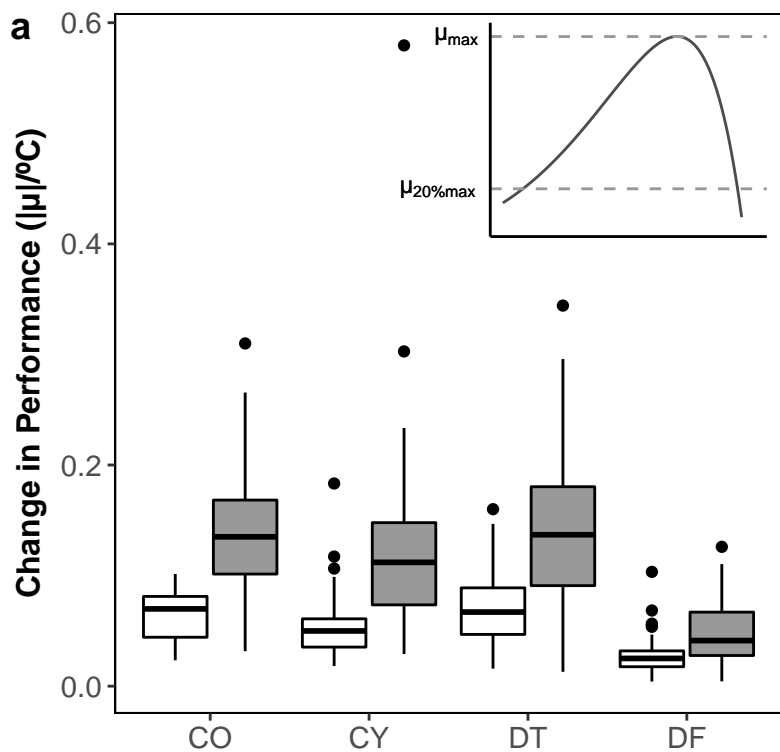 a
Change in Performance (|μ|/ºC)
0.6
0.4
0.2
0.0
μmax
μ20%max
CO CY DT DF